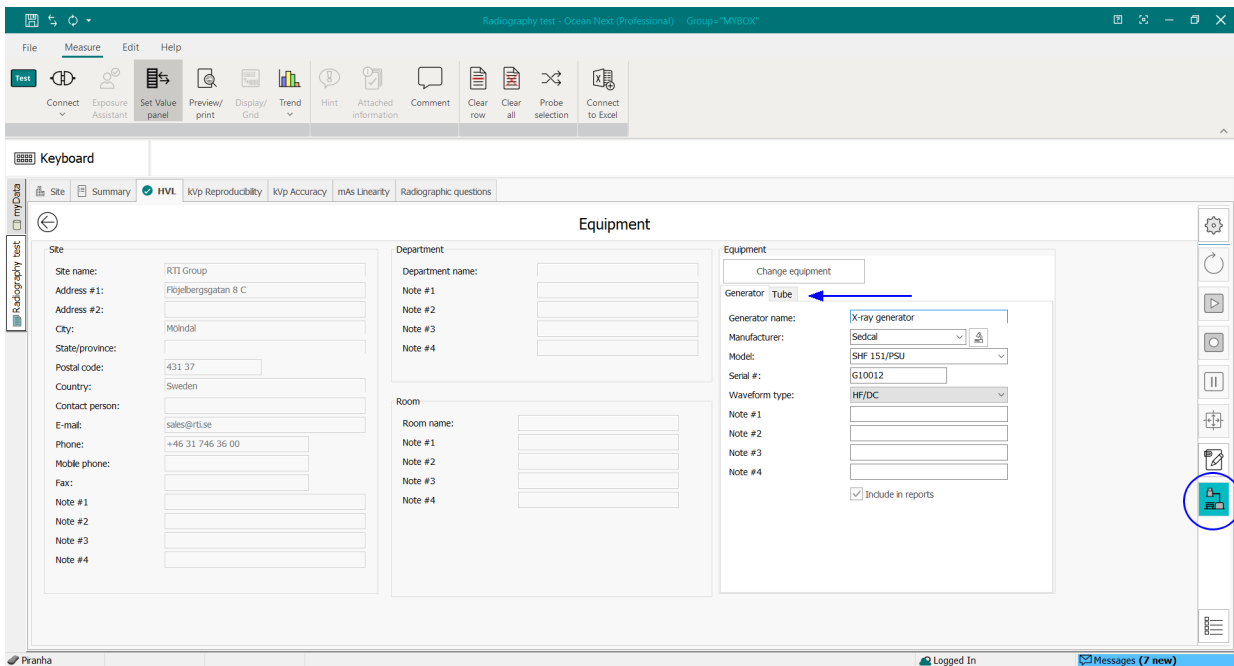 Radiography test - Ocean Next (Professional) Group="MYBOX"
File Measure Edit Help
Test
Connect
Exposure Assistant
Set Value panel
Preview/ print
Display/ Grid
Trend
Hint
Attached information
Comment
Clear row
Clear all
Probe selection
Connect to Excel
Keyboard
myData
Radiography test
Site Summary HVL kVp Reproducibility kVp Accuracy mAs Linearity Radiographic questions
Equipment
Site
Site name: RTI Group
Address #1: Flöjelbergsgatan 8 C
Address #2:
City: Mölndal
State/province:
Postal code: 431 37
Country: Sweden
Contact person:
E-mail: sales@rti.se
Phone: +46 31 746 36 00
Mobile phone:
Fax:
Note #1
Note #2
Note #3
Note #4
Department
Department name:
Note #1
Note #2
Note #3
Note #4
Room
Room name:
Note #1
Note #2
Note #3
Note #4
Equipment
Change equipment
Generator Tube
Generator name: X-ray generator
Manufacturer: Sedcal
Model: SHF 151/PSU
Serial #: G10012
Waveform type: HF/DC
Note #1
Note #2
Note #3
Note #4
Include in reports
Piranha
Logged In
Messages (7 new)